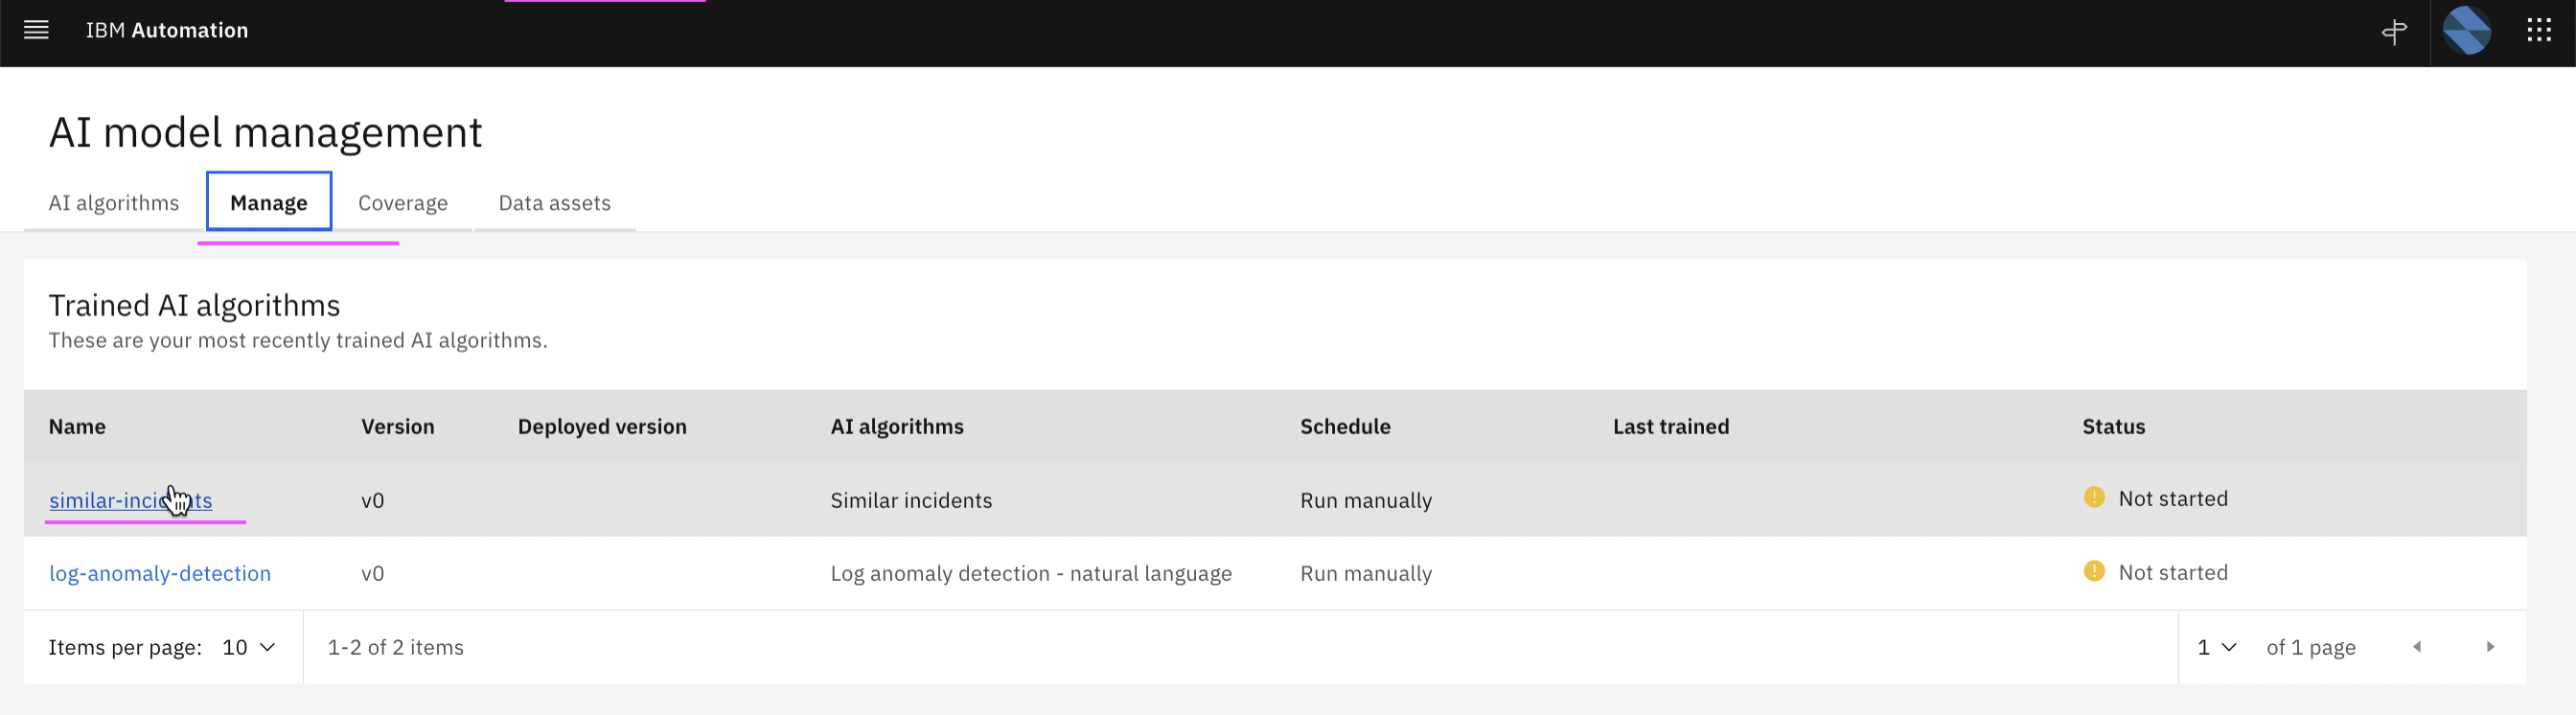 IBM Automation
AI model management
AI algorithms Manage Coverage Data assets
Trained AI algorithms
These are your most recently trained AI algorithms.
Name Version Deployed version AI algorithms Schedule Last trained Status
similar-incidents v0 Similar incidents Run manually Not started
log-anomaly-detection v0 Log anomaly detection - natural language Run manually Not started
Items per page: 10 1-2 of 2 items 1 of 1 page